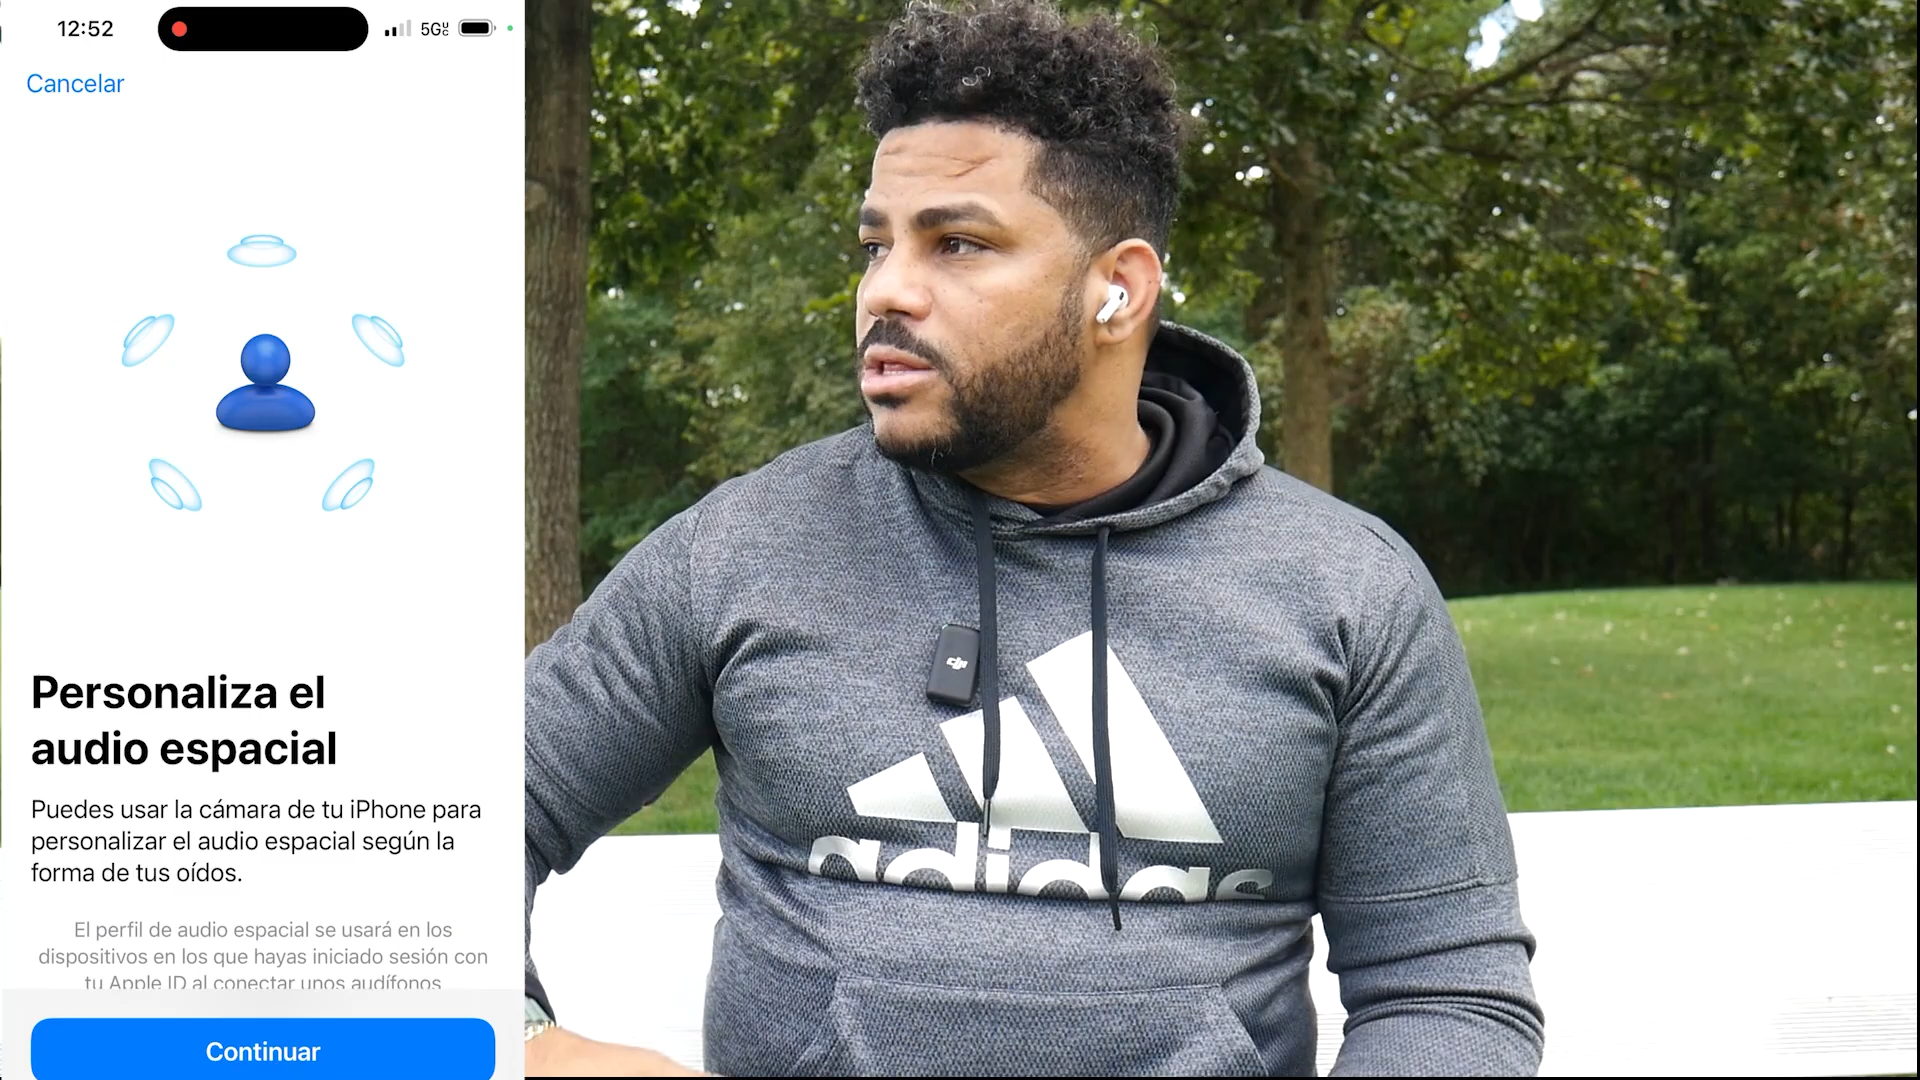 12:52
5GUC
Cancelar
Personaliza el
audio espacial
Puedes usar la cámara de tu iPhone para
personalizar el audio espacial según la
forma de tus oídos.
El perfil de audio espacial se usará en los
dispositivos en los que hayas iniciado sesión con
tu Apple ID al conectar unos audífonos
Continuar
dji
adidas